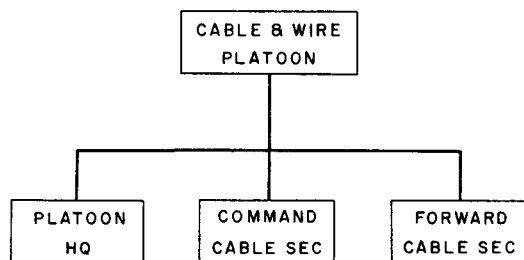 CABLE & WIRE
PLATOON
PLATOON
HQ
COMMAND
CABLE SEC
FORWARD
CABLE SEC